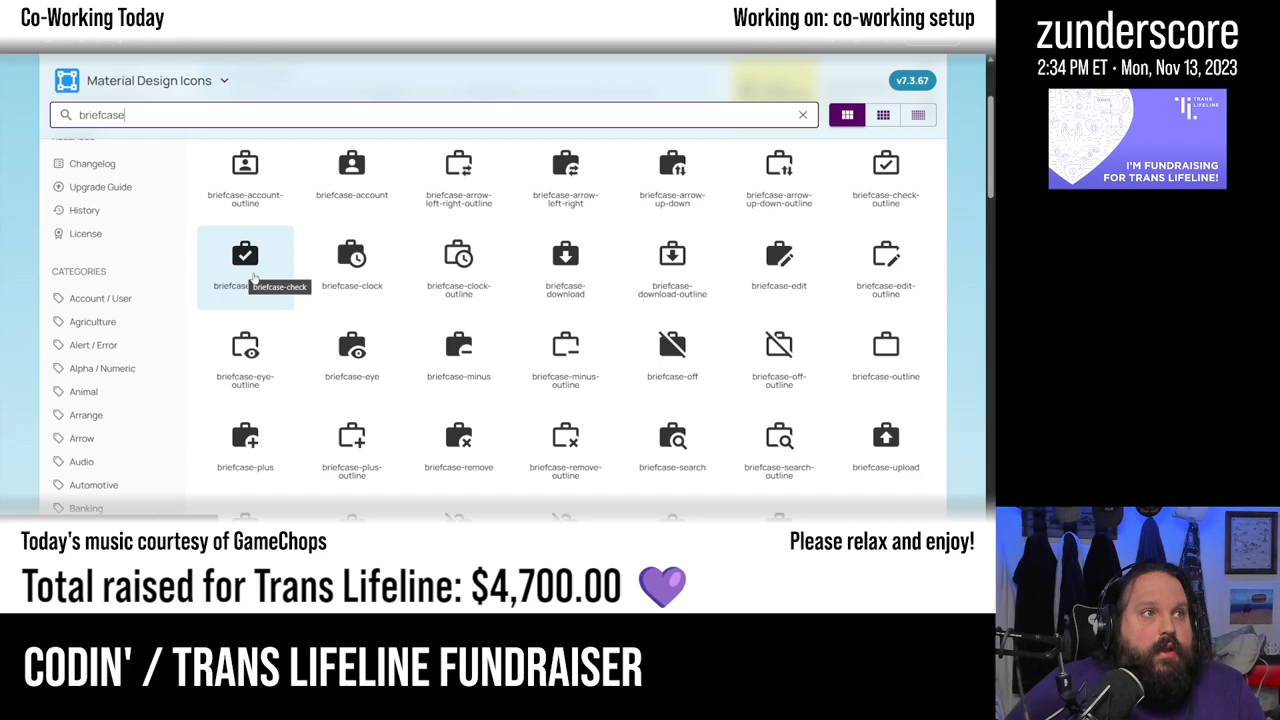 Co-Working Today
Working on: co-working setup
zunderscore
2:34 PM ET · Mon, Nov 13, 2023
TRANS
LIFELINE
I'M FUNDRAISING
FOR TRANS LIFELINE!
Material Design Icons
v7.3.67
briefcase
Changelog
Upgrade Guide
History
License
CATEGORIES
Account / User
Agriculture
Alert / Error
Alpha / Numeric
Animal
Arrange
Arrow
Audio
Automotive
Banking
briefcase-account-
outline
briefcase-account
briefcase-arrow-
left-right-outline
briefcase-arrow-
left-right
briefcase-arrow-
up-down
briefcase-arrow-
up-down-outline
briefcase-check-
outline
briefcase-check
briefcase-clock
briefcase-clock-
outline
briefcase-
download
briefcase-
download-outline
briefcase-edit
briefcase-edit-
outline
briefcase-eye-
outline
briefcase-eye
briefcase-minus
briefcase-minus-
outline
briefcase-off
briefcase-off-
outline
briefcase-outline
briefcase-plus
briefcase-plus-
outline
briefcase-remove
briefcase-remove-
outline
briefcase-search
briefcase-search-
outline
briefcase-upload
Today's music courtesy of GameChops
Please relax and enjoy!
Total raised for Trans Lifeline: $4,700.00
CODIN' / TRANS LIFELINE FUNDRAISER